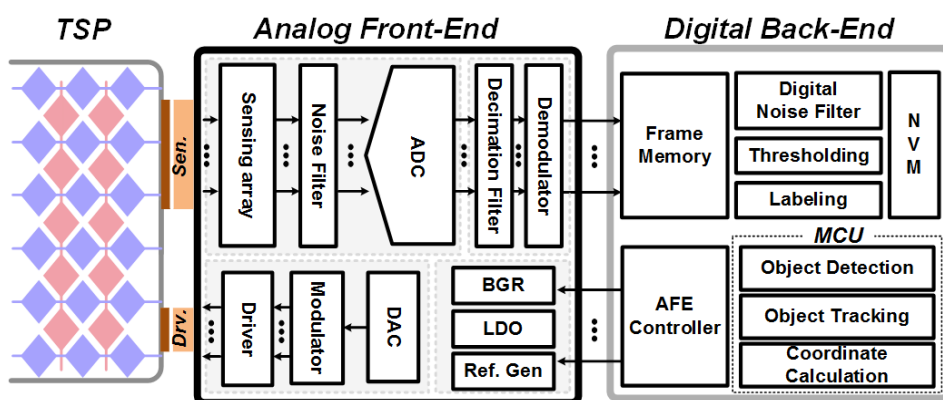 TSP
Analog Front-End
Digital Back-End
Sen.
Drv.
Sensing array
Noise Filter
ADC
Decimation Filter
Demodulator
Driver
Modulator
DAC
BGR
LDO
Ref. Gen
Frame
Memory
Digital
Noise Filter
Thresholding
Labeling
N
V
M
AFE
Controller
MCU
Object Detection
Object Tracking
Coordinate
Calculation